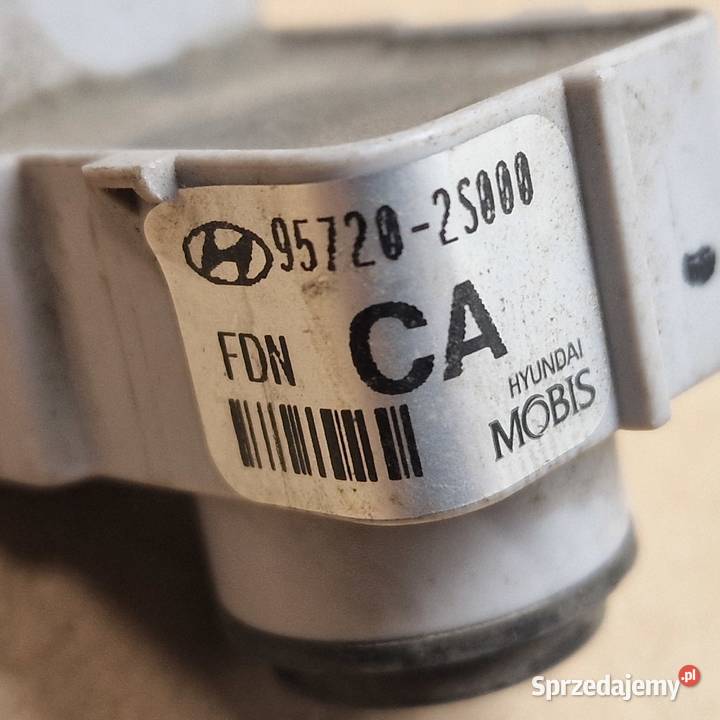 95720-2S000
FDN CA
HYUNDAI
MOBIS
Sprzedajemy.pl